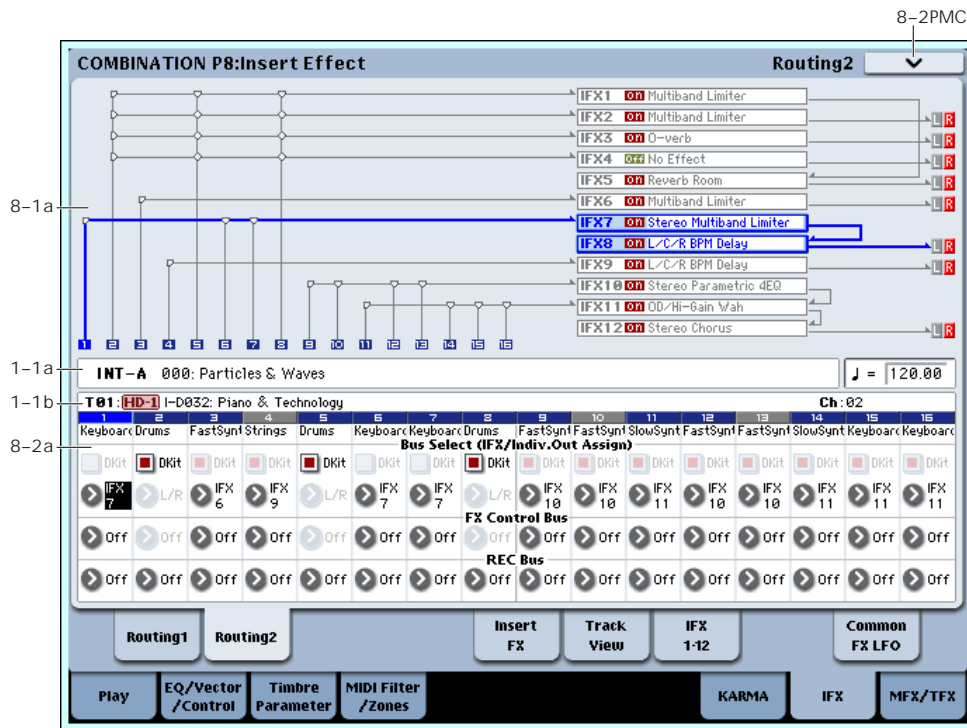 8-2PMC
COMBINATION P8:Insert Effect Routing2
IFX1 On Multiband Limiter
IFX2 On Multiband Limiter L R
IFX3 On O-verb L R
IFX4 Off No Effect L R
IFX5 On Reverb Room L R
8-1a
IFX6 On Multiband Limiter L R
IFX7 On Stereo Multiband Limiter
IFX8 On L/C/R BPM Delay L R
IFX9 On L/C/R BPM Delay L R
IFX10 On Stereo Parametric 4EQ
IFX11 On OD/Hi-Gain Wah
IFX12 On Stereo Chorus L R
1 2 3 4 5 6 7 8 9 10 11 12 13 14 15 16
1-1a
INT-A 000: Particles & Waves ♩ = 120.00
1-1b
T01: HD-1 I-D032: Piano & Technology Ch:02
1 2 3 4 5 6 7 8 9 10 11 12 13 14 15 16
Keyboard Drums FastSynt Strings Drums Keyboard Keyboard Drums FastSynt FastSynt SlowSynt FastSynt FastSynt SlowSynt Keyboard Keyboard
8-2a
Bus Select (IFX/Indiv.Out Assign)
DKit DKit DKit DKit DKit DKit DKit DKit DKit DKit DKit DKit DKit DKit DKit DKit
IFX 7 L/R IFX 6 IFX 9 L/R IFX 7 IFX 7 L/R IFX 10 IFX 10 IFX 11 IFX 10 IFX 10 IFX 11 IFX 11 IFX 11
FX Control Bus
Off Off Off Off Off Off Off Off Off Off Off Off Off Off Off Off
REC Bus
Off Off Off Off Off Off Off Off Off Off Off Off Off Off Off Off
Routing1 Routing2 Insert FX Track View IFX 1-12 Common FX LFO
Play EQ/Vector /Control Timbre Parameter MIDI Filter /Zones KARMA IFX MFX/TFX